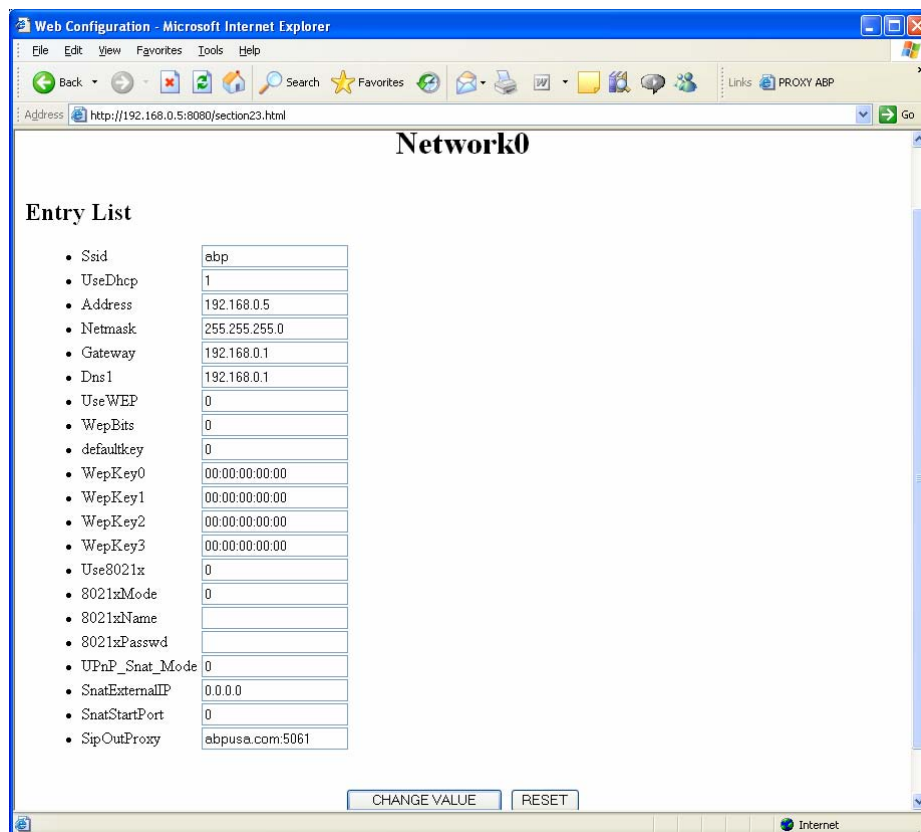 Web Configuration - Microsoft Internet Explorer
File Edit View Favorites Tools Help
Back Search Favorites W Links PROXY ABP
Address http://192.168.0.5:8080/section23.html Go
Network0
Entry List
Ssid abp
UseDhcp 1
Address 192.168.0.5
Netmask 255.255.255.0
Gateway 192.168.0.1
Dns1 192.168.0.1
UseWEP 0
WepBits 0
defaultkey 0
WepKey0 00:00:00:00:00
WepKey1 00:00:00:00:00
WepKey2 00:00:00:00:00
WepKey3 00:00:00:00:00
Use8021x 0
8021xMode 0
8021xName
8021xPasswd
UPnP_Snat_Mode 0
SnatExternalIP 0.0.0.0
SnatStartPort 0
SipOutProxy abpusa.com:5061
CHANGE VALUE RESET
Internet